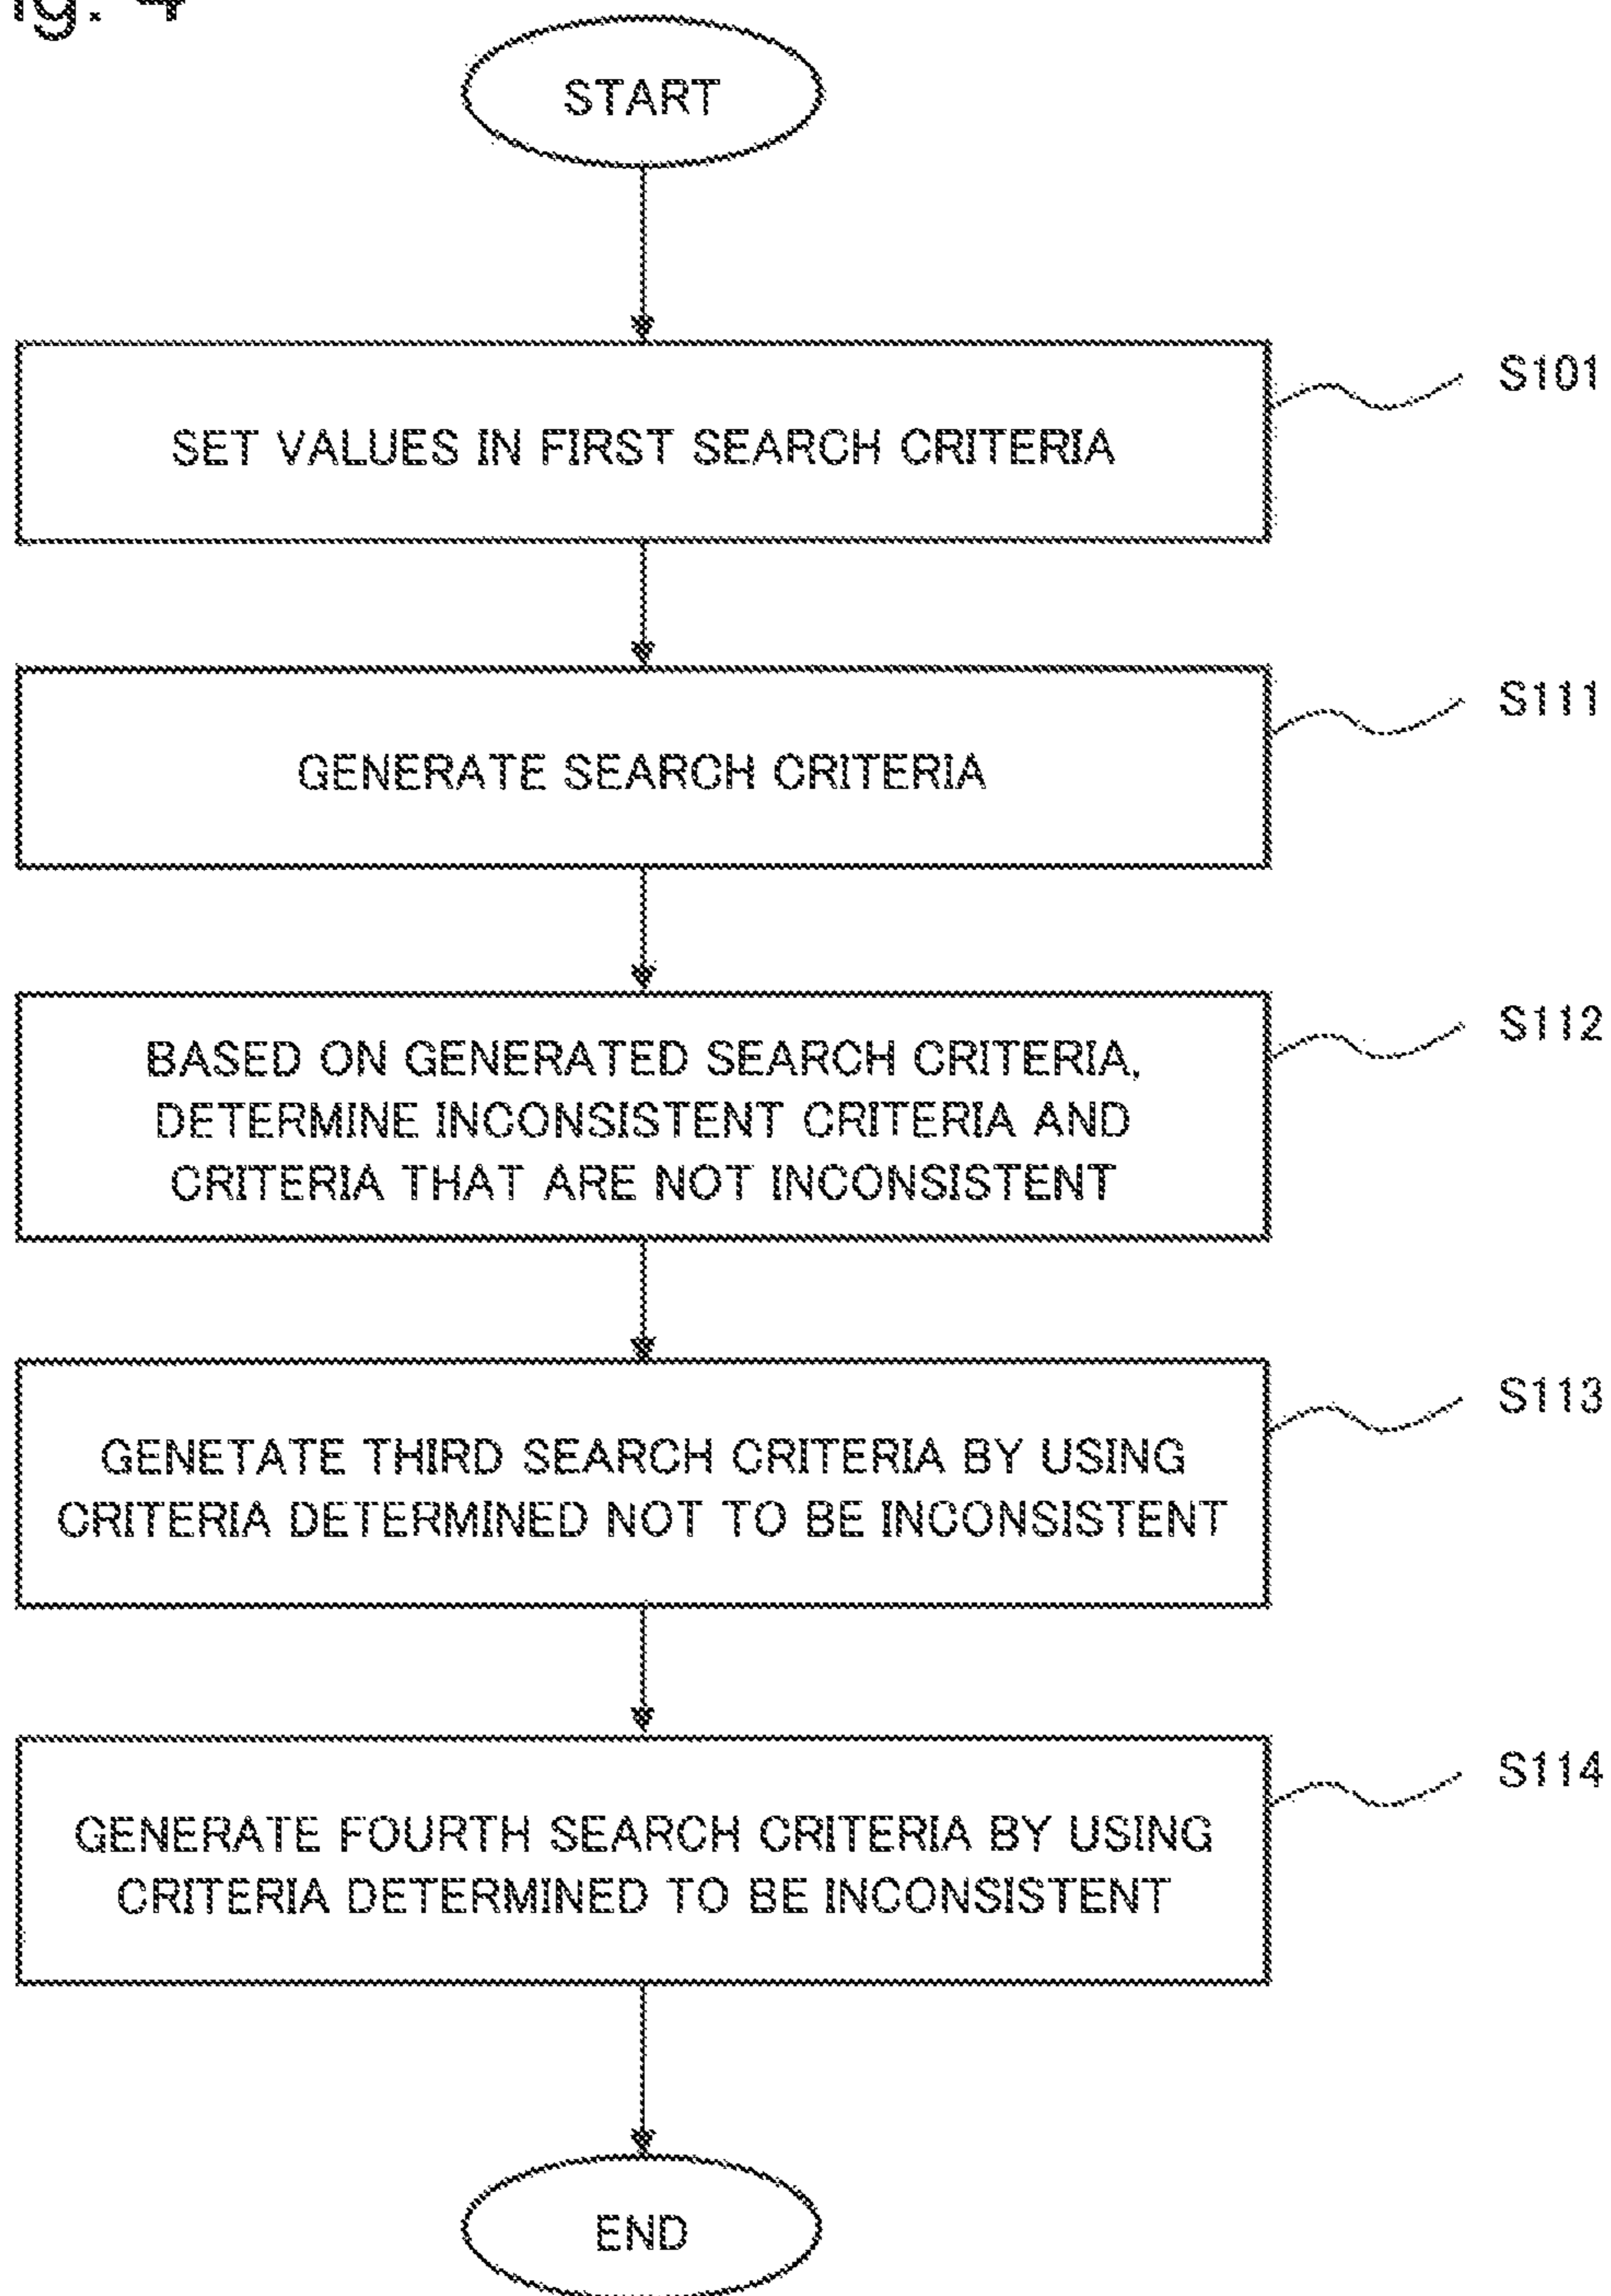 ig. 4
START
SET VALUES IN FIRST SEARCH CRITERIA
S101
GENERATE SEARCH CRITERIA
S111
BASED ON GENERATED SEARCH CRITERIA,
DETERMINE INCONSISTENT CRITERIA AND
CRITERIA THAT ARE NOT INCONSISTENT
S112
GENETATE THIRD SEARCH CRITERIA BY USING
CRITERIA DETERMINED NOT TO BE INCONSISTENT
S113
GENERATE FOURTH SEARCH CRITERIA BY USING
CRITERIA DETERMINED TO BE INCONSISTENT
S114
END